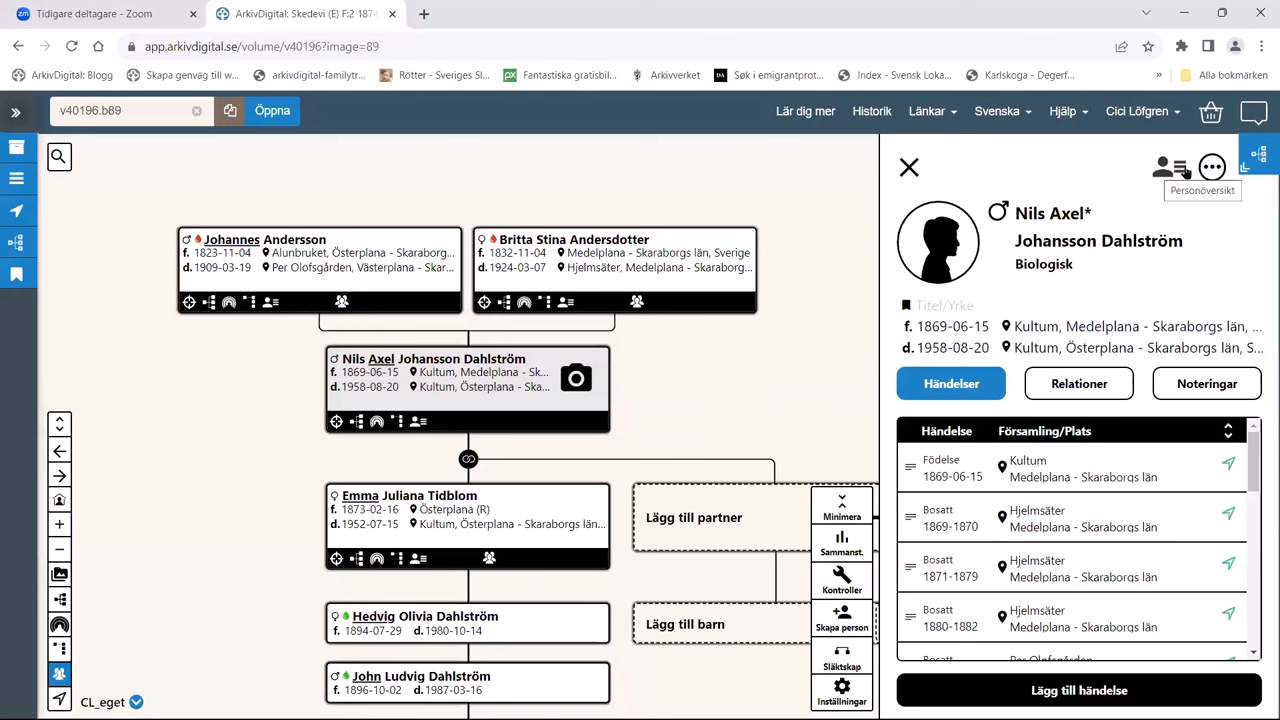 Tidigare deltagare - Zoom
ArkivDigital: Skedevi (E) F:2 187
app.arkivdigital.se/volume/v40196?image=89
ArkivDigital: Blogg
Skapa genväg till w...
arkivdigital-familytr...
Rötter - Sveriges Sl...
Fantastiska gratisbil...
Arkivverket
DA
Søk i emigrantprot...
Index - Svensk Loka...
Karlskoga - Degerf...
»
Alla bokmärken
v40196.b89
Öppna
Lär dig mer
Historik
Länkar
Svenska
Hjälp
Cici Löfgren
Personöversikt
Johannes Andersson
f. 1823-11-04 Alunbruket, Österplana - Skaraborg...
d. 1909-03-19 Per Olofsgården, Västerplana - Skar...
Britta Stina Andersdotter
f. 1832-11-04 Medelplana - Skaraborgs län, Sverige
d. 1924-03-07 Hjelmsäter, Medelplana - Skaraborg...
Nils Axel Johansson Dahlström
f. 1869-06-15 Kultum, Medelplana - Sk...
d. 1958-08-20 Kultum, Österplana - Ska...
Emma Juliana Tidblom
f. 1873-02-16 Österplana (R)
d. 1952-07-15 Kultum, Österplana - Skaraborgs län...
Lägg till partner
Hedvig Olivia Dahlström
f. 1894-07-29 d. 1980-10-14
Lägg till barn
John Ludvig Dahlström
f. 1896-10-02 d. 1987-03-16
CL_eget
Minimera
Sammanst.
Kontroller
Skapa person
Släktskap
Inställningar
Nils Axel*
Johansson Dahlström
Biologisk
Titel/Yrke
f. 1869-06-15 Kultum, Medelplana - Skaraborgs län, ...
d. 1958-08-20 Kultum, Österplana - Skaraborgs län, S...
Händelser
Relationer
Noteringar
Händelse Församling/Plats
Födelse Kultum
1869-06-15 Medelplana - Skaraborgs län
Bosatt Hjelmsäter
1869-1870 Medelplana - Skaraborgs län
Bosatt Hjelmsäter
1871-1879 Medelplana - Skaraborgs län
Bosatt Hjelmsäter
1880-1882 Medelplana - Skaraborgs län
Bosatt Per Olofsgården
Lägg till händelse